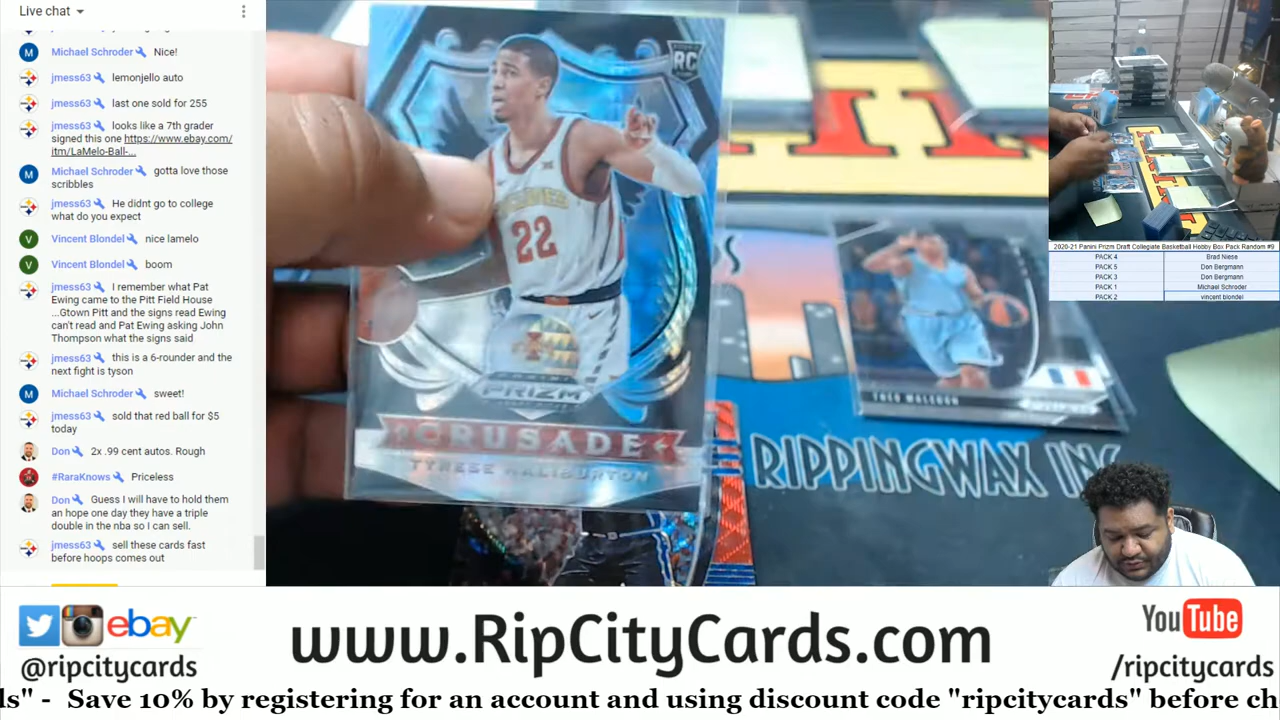 Live chat
Michael Schroder Nice!
jmess63 lemonjello auto
jmess63 last one sold for 255
jmess63 looks like a 7th grader
signed this one https://www.ebay.com/
itm/LaMelo-Ball-...
Michael Schroder gotta love those
scribbles
jmess63 He didnt go to college
what do you expect
Vincent Blondel nice lamelo
Vincent Blondel boom
jmess63 I remember what Pat
Ewing came to the Pitt Field House
...Gtown Pitt and the signs read Ewing
can't read and Pat Ewing asking John
Thompson what the signs said
jmess63 this is a 6-rounder and the
next fight is tyson
Michael Schroder sweet!
jmess63 sold that red ball for $5
today
Don 2x .99 cent autos. Rough
#RaraKnows Priceless
Don Guess I will have to hold them
an hope one day they have a triple
double in the nba so I can sell.
jmess63 sell these cards fast
before hoops comes out
RC
22
PRIZM
CRUSADE
TYRESE HALIBURTON
THEO MALEDON
RIPPINGWAX INC
2020-21 Panini Prizm Draft Collegiate Basketball Hobby Box Pack Random #9
PACK 4 Brad Niese
PACK 5 Don Bergmann
PACK 3 Don Bergmann
PACK 1 Michael Schroder
PACK 2 vincent blondel
ebay
@ripcitycards
www.RipCityCards.com
YouTube
/ripcitycards
ds" - Save 10% by registering for an account and using discount code "ripcitycards" before ch